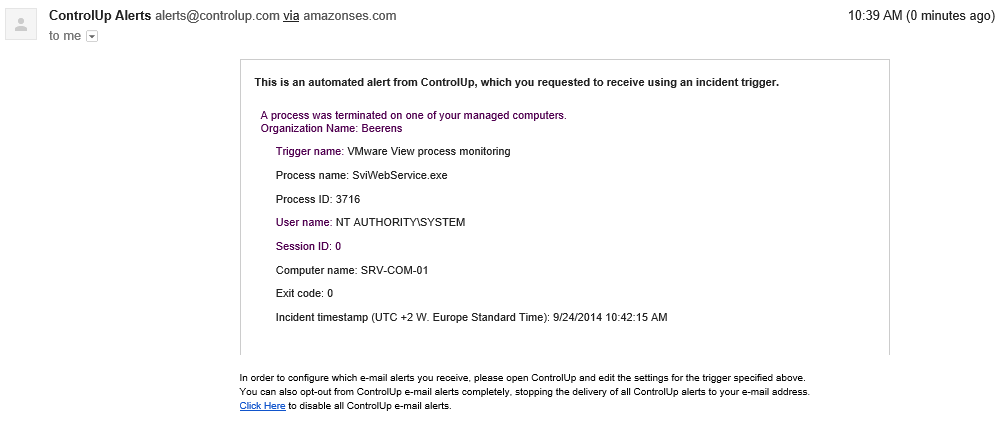 ControlUp Alerts alerts@controlup.com via amazonses.com 10:39 AM (0 minutes ago)
to me
This is an automated alert from ControlUp, which you requested to receive using an incident trigger.
A process was terminated on one of your managed computers.
Organization Name: Beerens
Trigger name: VMware View process monitoring
Process name: SviWebService.exe
Process ID: 3716
User name: NT AUTHORITY\SYSTEM
Session ID: 0
Computer name: SRV-COM-01
Exit code: 0
Incident timestamp (UTC +2 W. Europe Standard Time): 9/24/2014 10:42:15 AM
In order to configure which e-mail alerts you receive, please open ControlUp and edit the settings for the trigger specified above.
You can also opt-out from ControlUp e-mail alerts completely, stopping the delivery of all ControlUp alerts to your e-mail address.
Click Here to disable all ControlUp e-mail alerts.